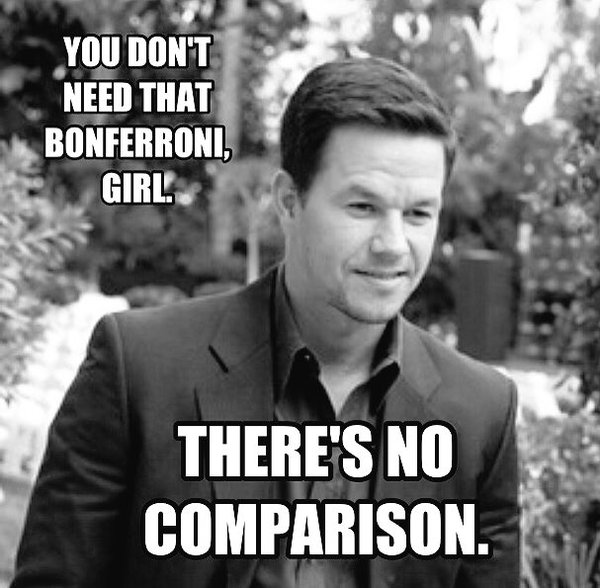 YOU DON'T
NEED THAT
BONFERRONI,
GIRL.
THERE'S NO
COMPARISON.